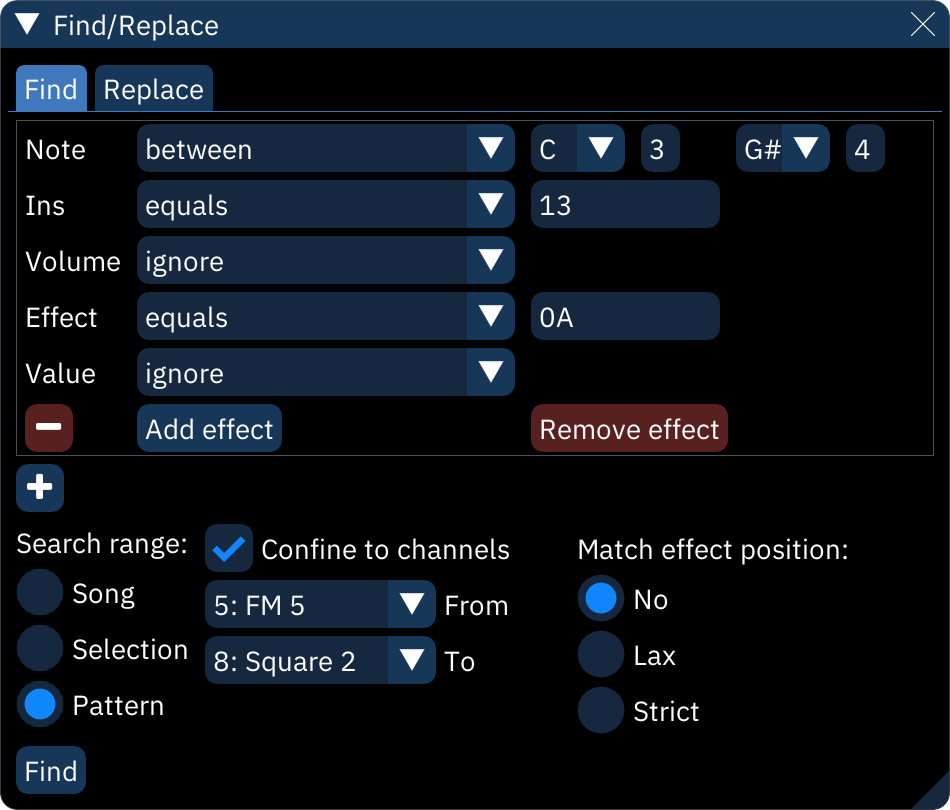 Find/Replace
Find Replace
Note between C 3 G# 4
Ins equals 13
Volume ignore
Effect equals 0A
Value ignore
Add effect Remove effect
Search range: Confine to channels Match effect position:
Song 5: FM 5 From No
Selection 8: Square 2 To Lax
Pattern Strict
Find